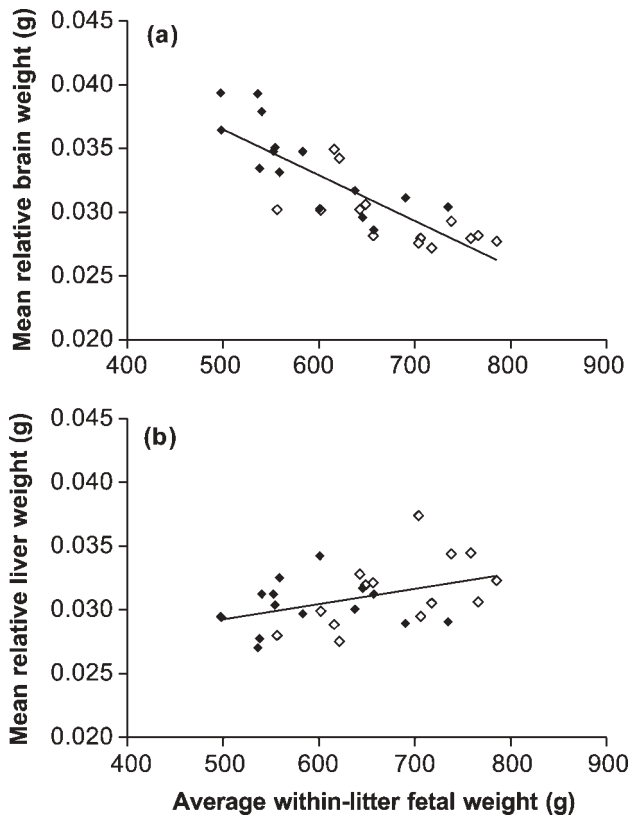 (a)
Mean relative brain weight (g)
0.045
0.040
0.035
0.030
0.025
0.020
400 500 600 700 800 900
(b)
Mean relative liver weight (g)
0.045
0.040
0.035
0.030
0.025
0.020
400 500 600 700 800 900
Average within-litter fetal weight (g)